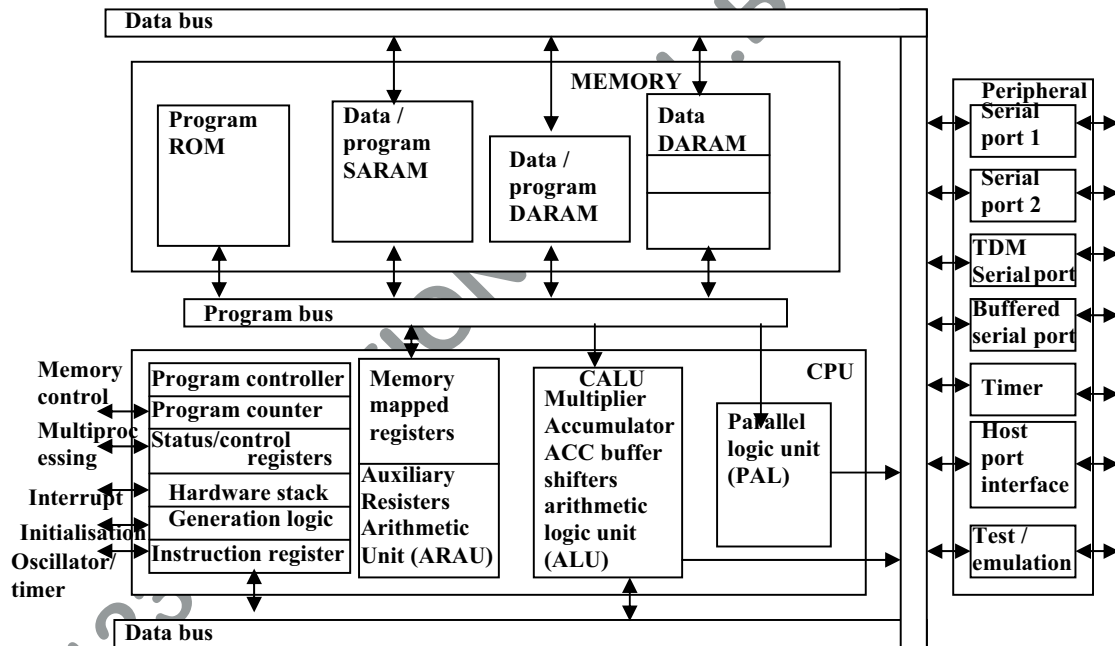 Data bus
MEMORY
Program
ROM
Data /
program
SARAM
Data /
program
DARAM
Data
DARAM
Program bus
CPU
Memory
control
Multiproc
essing
Interrupt
Initialisation
Oscillator/
timer
Program controller
Program counter
Status/control
registers
Hardware stack
Generation logic
Instruction register
Memory
mapped
registers
Auxiliary
Resisters
Arithmetic
Unit (ARAU)
CALU
Multiplier
Accumulator
ACC buffer
shifters
arithmetic
logic unit
(ALU)
Parallel
logic unit
(PAL)
Data bus
Peripheral
Serial
port 1
Serial
port 2
TDM
Serial port
Buffered
serial port
Timer
Host
port
interface
Test /
emulation